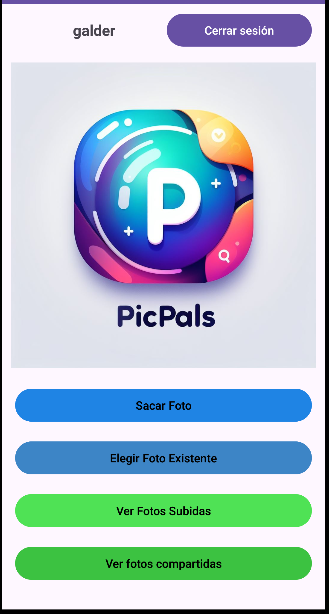 galder
Cerrar sesión
P
PicPals
Sacar Foto
Elegir Foto Existente
Ver Fotos Subidas
Ver fotos compartidas